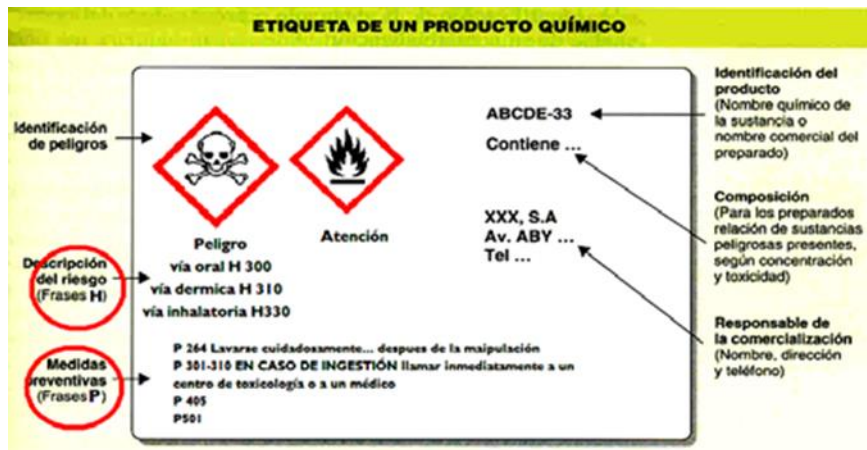 ETIQUETA DE UN PRODUCTO QUÍMICO
Identificación
de peligros
Descripción
del riesgo
(Frases H)
Medidas
preventivas
(Frases P)
Peligro
vía oral H 300
vía dermica H 310
vía inhalatoria H330
Atención
ABCDE-33
Contiene ...
XXX, S.A
Av. ABY ...
Tel ...
P 264 Lavarse cuidadosamente... despues de la maipulación
P 301-310 EN CASO DE INGESTIÓN llamar inmediatamente a un
centro de toxicología o a un médico
P 405
P501
Identificación del
producto
(Nombre químico de
la sustancia o
nombre comercial del
preparado)
Composición
(Para los preparados
relación de sustancias
peligrosas presentes,
según concentración
y toxicidad)
Responsable de
la comercialización
(Nombre, dirección
y teléfono)